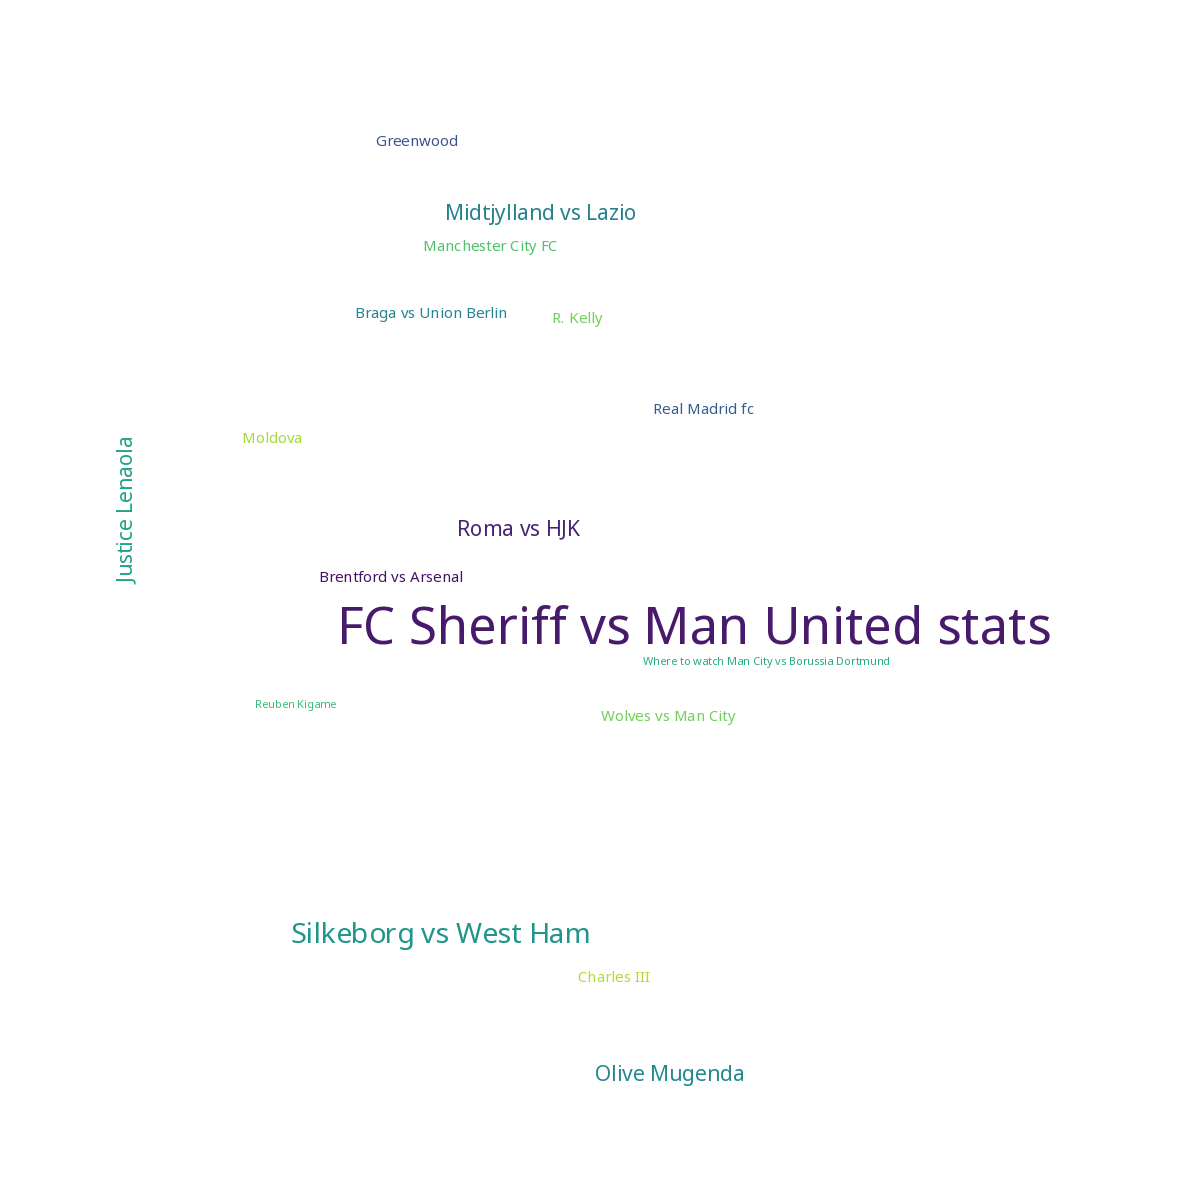 Greenwood
Midtjylland vs Lazio
Manchester City FC
Braga vs Union Berlin
R. Kelly
Real Madrid fc
Moldova
Justice Lenaola
Roma vs HJK
Brentford vs Arsenal
FC Sheriff vs Man United stats
Where to watch Man City vs Borussia Dortmund
Reuben Kigame
Wolves vs Man City
Silkeborg vs West Ham
Charles III
Olive Mugenda